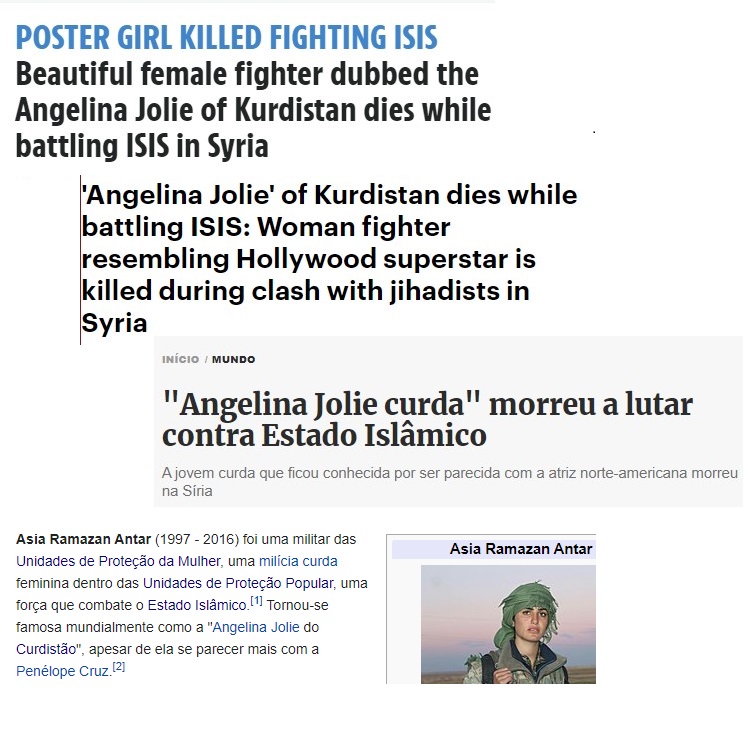 POSTER GIRL KILLED FIGHTING ISIS
Beautiful female fighter dubbed the
Angelina Jolie of Kurdistan dies while
battling ISIS in Syria
'Angelina Jolie' of Kurdistan dies while
battling ISIS: Woman fighter
resembling Hollywood superstar is
killed during clash with jihadists in
Syria
INÍCIO / MUNDO
"Angelina Jolie curda" morreu a lutar
contra Estado Islâmico
A jovem curda que ficou conhecida por ser parecida com a atriz norte-americana morreu
na Síria
Asia Ramazan Antar (1997 - 2016) foi uma militar das
Unidades de Proteção da Mulher, uma milícia curda
feminina dentro das Unidades de Proteção Popular, uma
força que combate o Estado Islâmico.[1] Tornou-se
famosa mundialmente como a "Angelina Jolie do
Curdistão", apesar de ela se parecer mais com a
Penélope Cruz.[2]
Asia Ramazan Antar